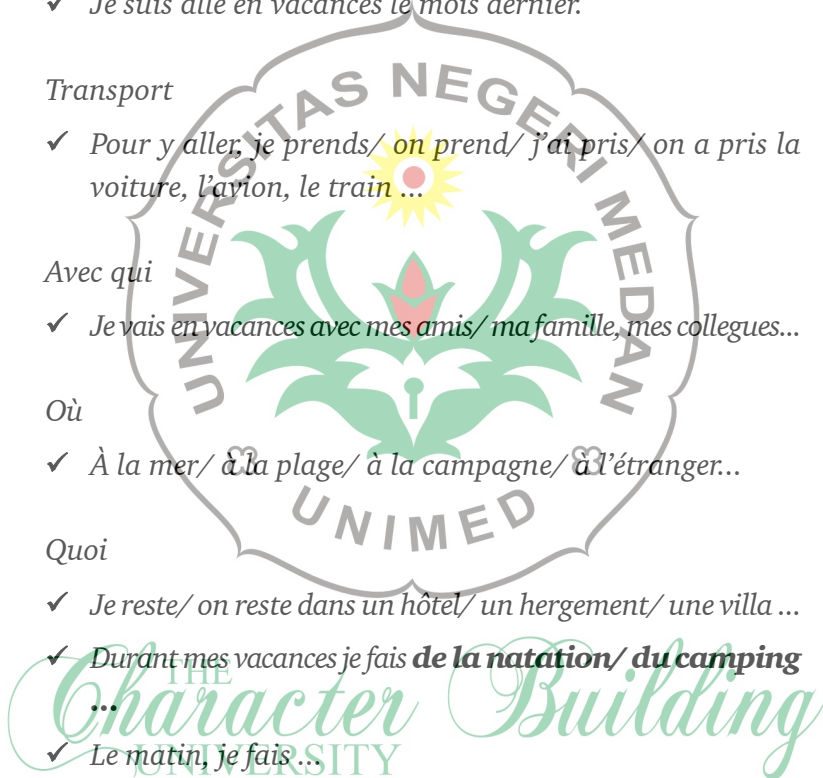 ✓ Je suis allé en vacances le mois dernier.
Transport
✓ Pour y aller, je prends/ on prend/ j'ai pris/ on a pris la
voiture, l'avion, le train ...
Avec qui
✓ Je vais en vacances avec mes amis/ ma famille, mes collegues...
Où
✓ À la mer/ à la plage/ à la campagne/ à l'étranger...
Quoi
✓ Je reste/ on reste dans un hôtel/ un hergement/ une villa ...
✓ Durant mes vacances je fais de la natation/ du camping
...
✓ Le matin, je fais ...
UNIVERSITAS NEGERI MEDAN
UNIMED
THE
Character Building
UNIVERSITY